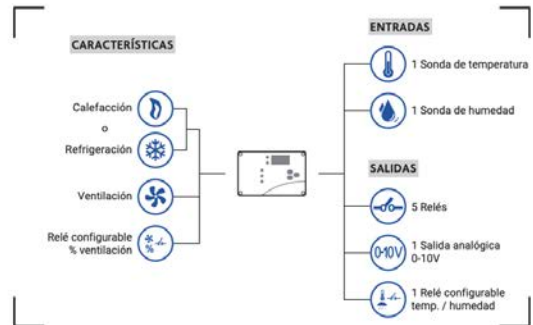 CARACTERÍSTICAS
Calefacción
o
Refrigeración
Ventilación
Relé configurable
% ventilación
%
ENTRADAS
1 Sonda de temperatura
1 Sonda de humedad
SALIDAS
5 Relés
0-10V
1 Salida analógica
0-10V
1 Relé configurable
temp. / humedad